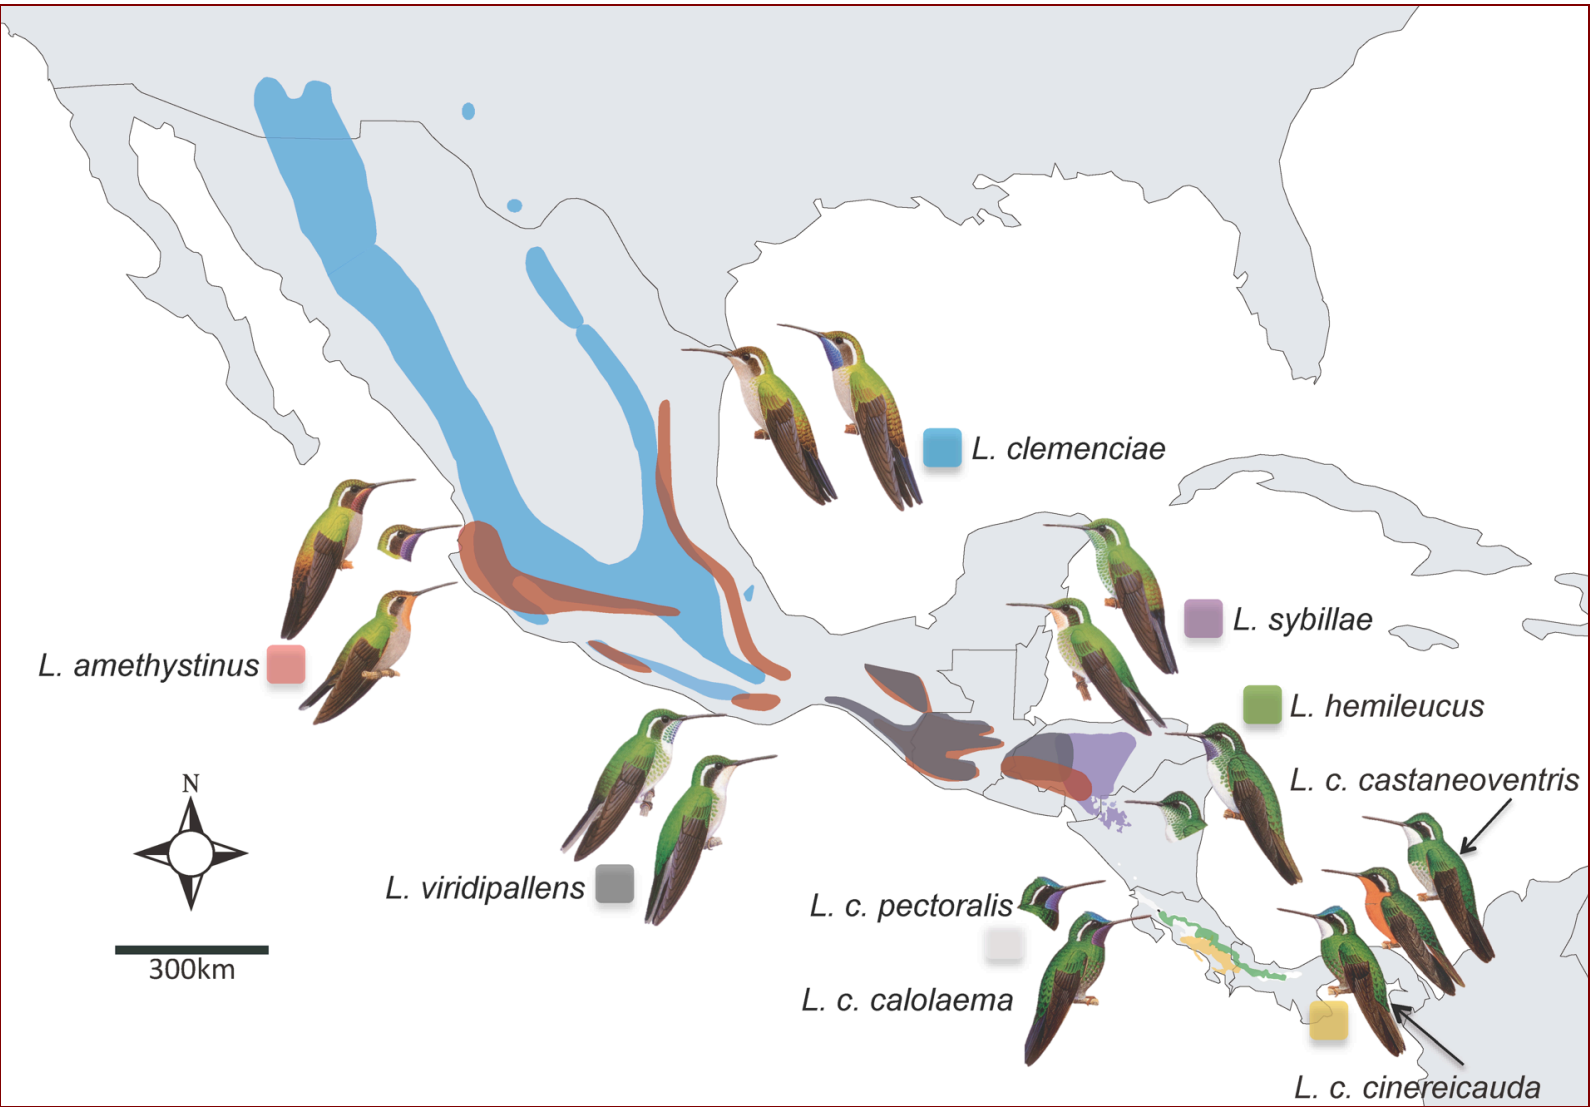 L. clemenciae
L. sybillae
L. amethystinus
L. hemileucus
L. c. castaneoventris
N
L. viridipallens
L. c. pectoralis
300km
L. c. calolaema
L. c. cinereicauda